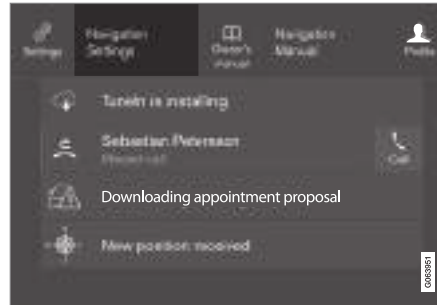 Settings
Navigation
Settings
Owner's
manual
Navigation
Manual
Profile
TuneIn is installing
Sebastian Peterson
Missed call
Call
Downloading appointment proposal
New position received
G063951